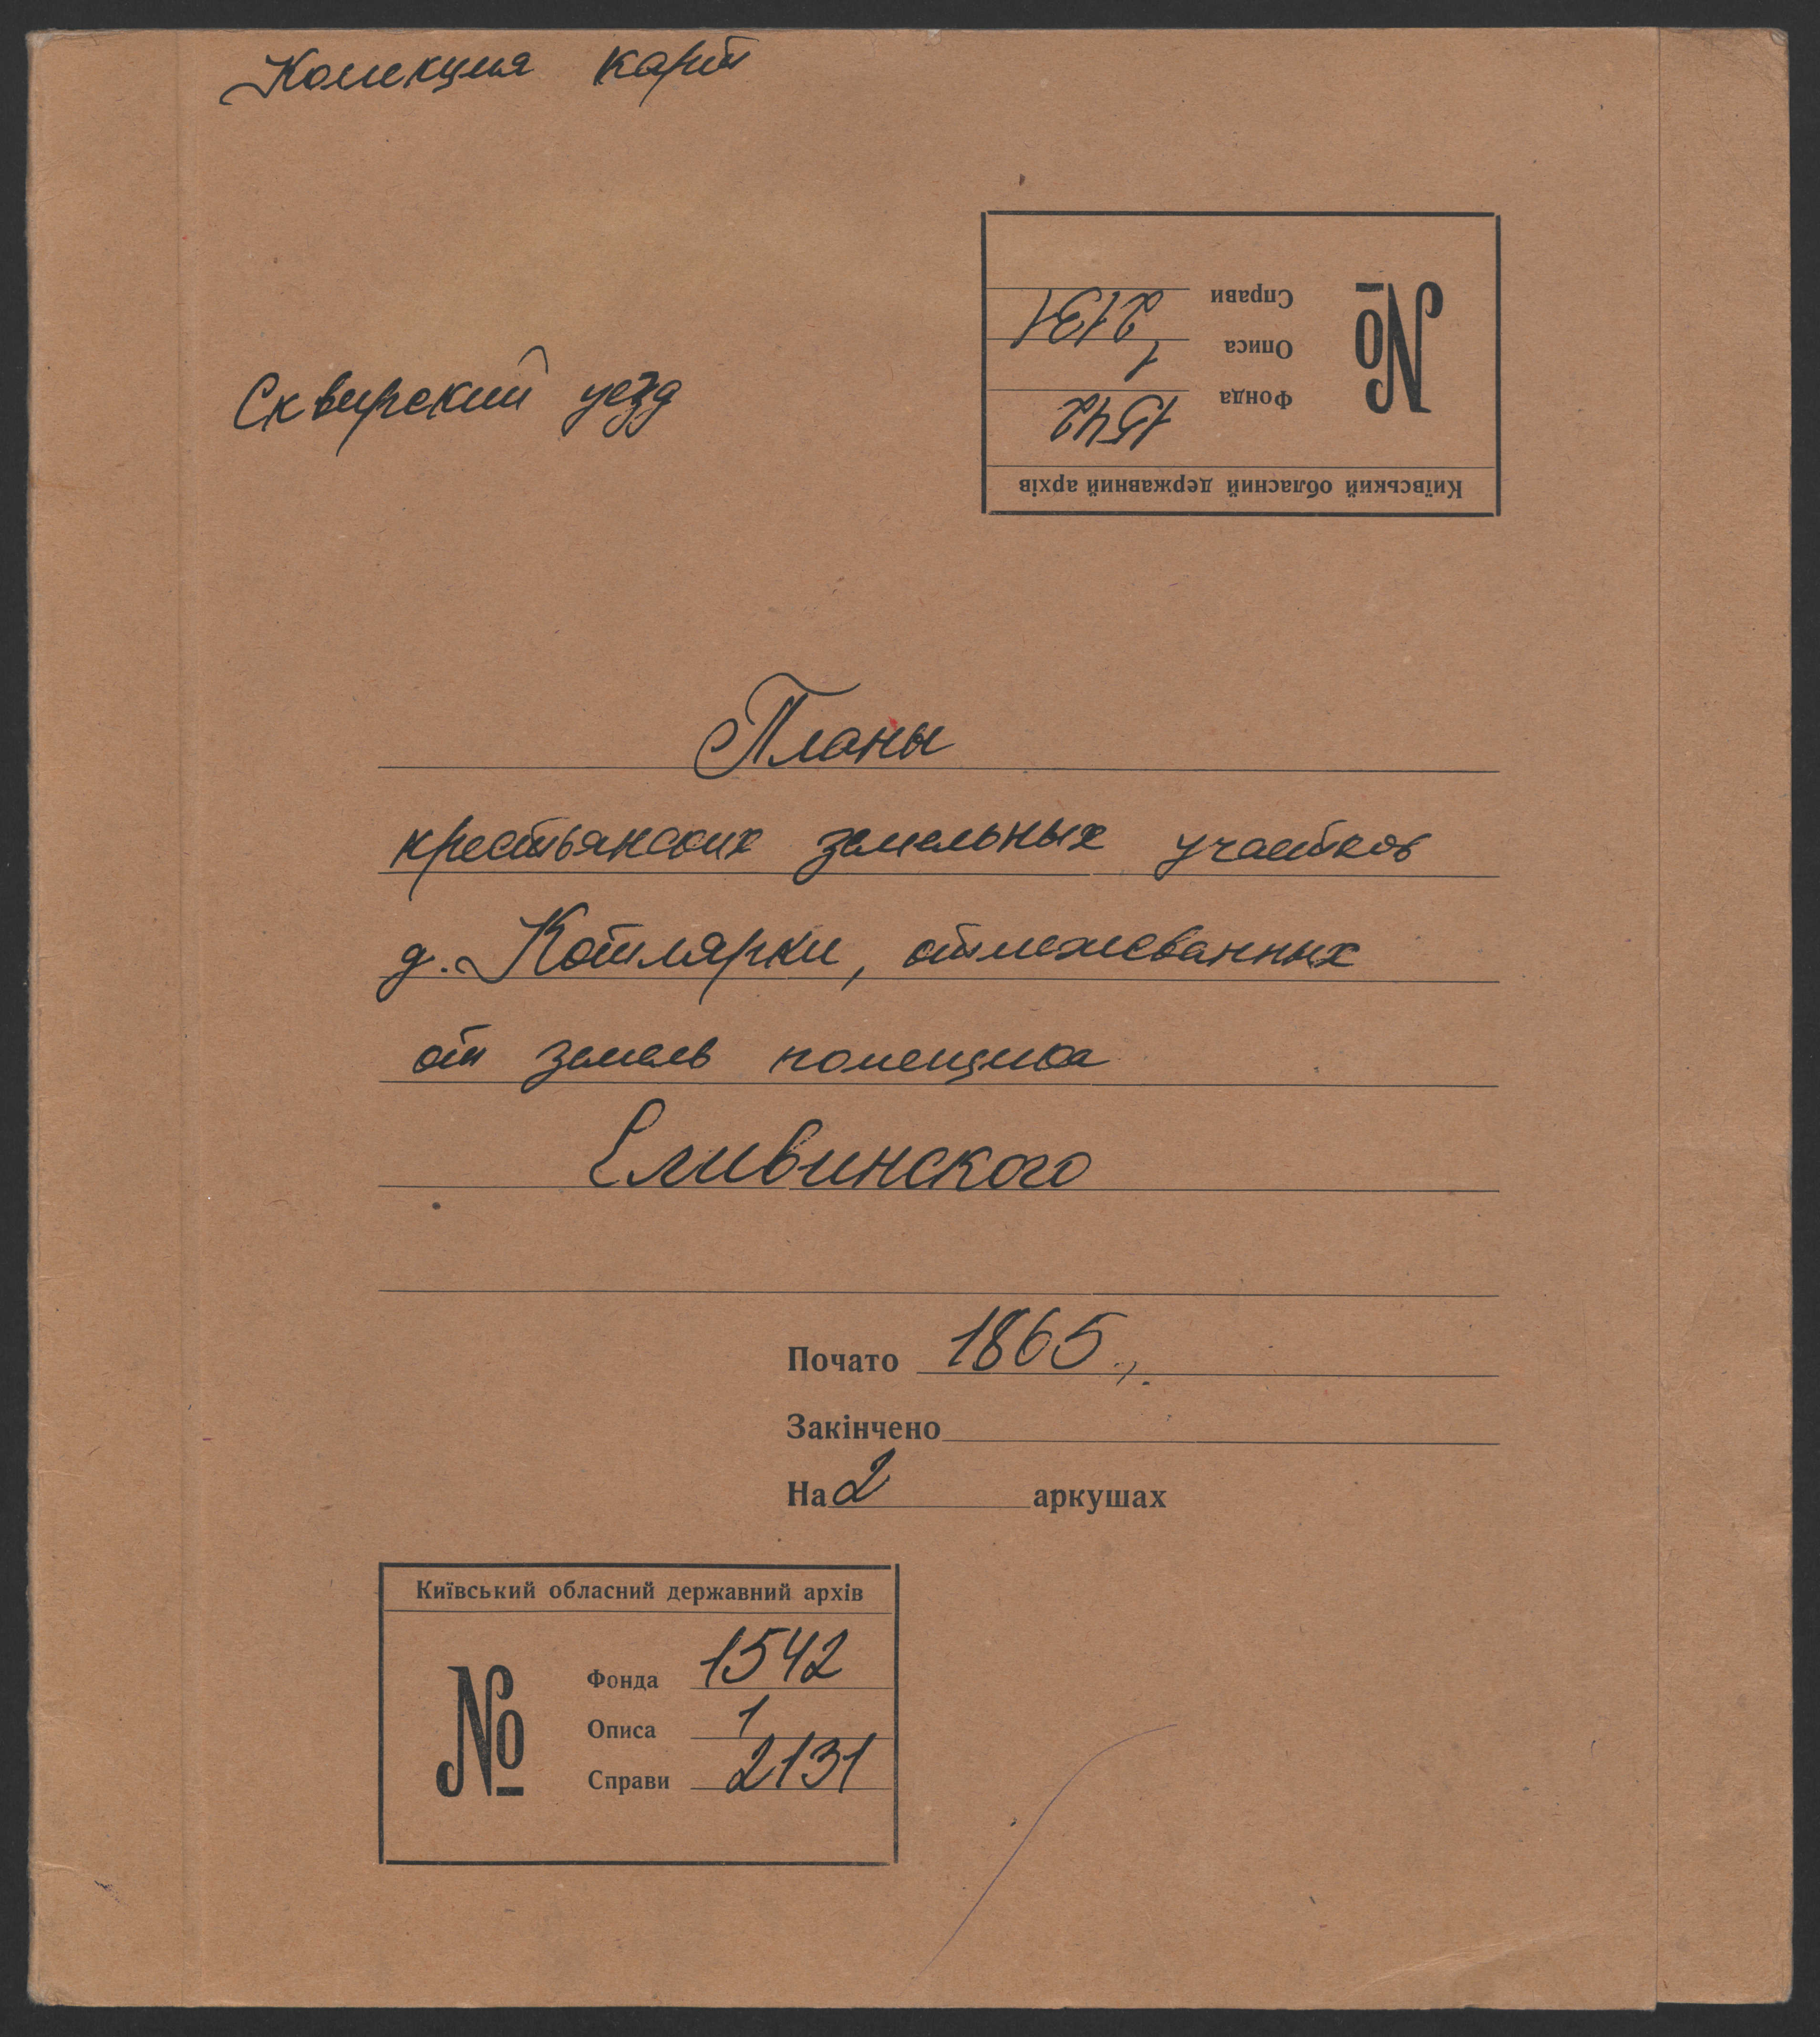 Колекция карт
Справи 2131
Описа 1
Фонда 1542
№
Київський обласний державний архів
Сквирский уезд
Планы
крестьянских земельных участков
д. Котлярки, отмежеванных
от земель помещика
Еливинского
Почато 1865
Закінчено
На 2 аркушах
Київський обласний державний архів
№
Фонда 1542
Описа 1
Справи 2131